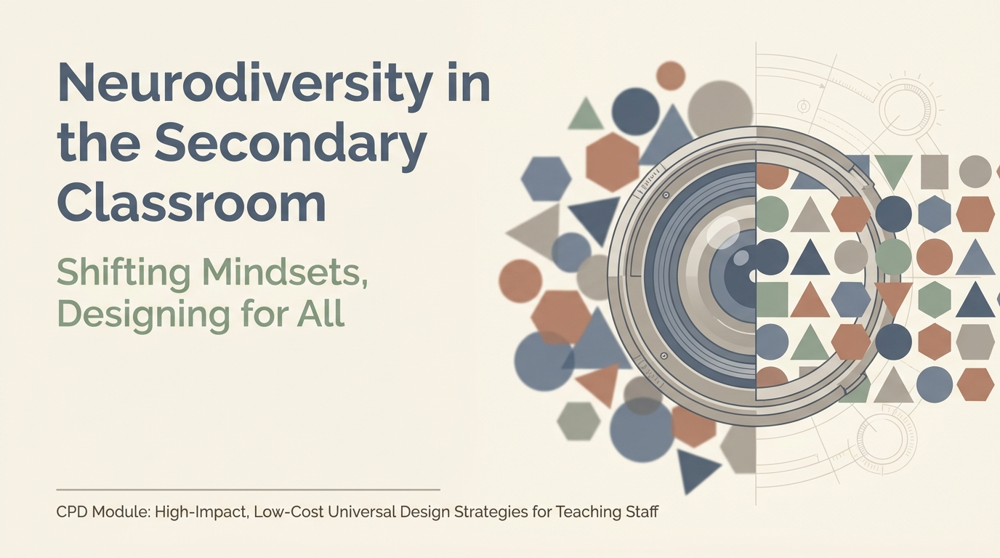 Neurodiversity in
the Secondary
Classroom
Shifting Mindsets,
Designing for All
CPD Module: High-Impact, Low-Cost Universal Design Strategies for Teaching Staff